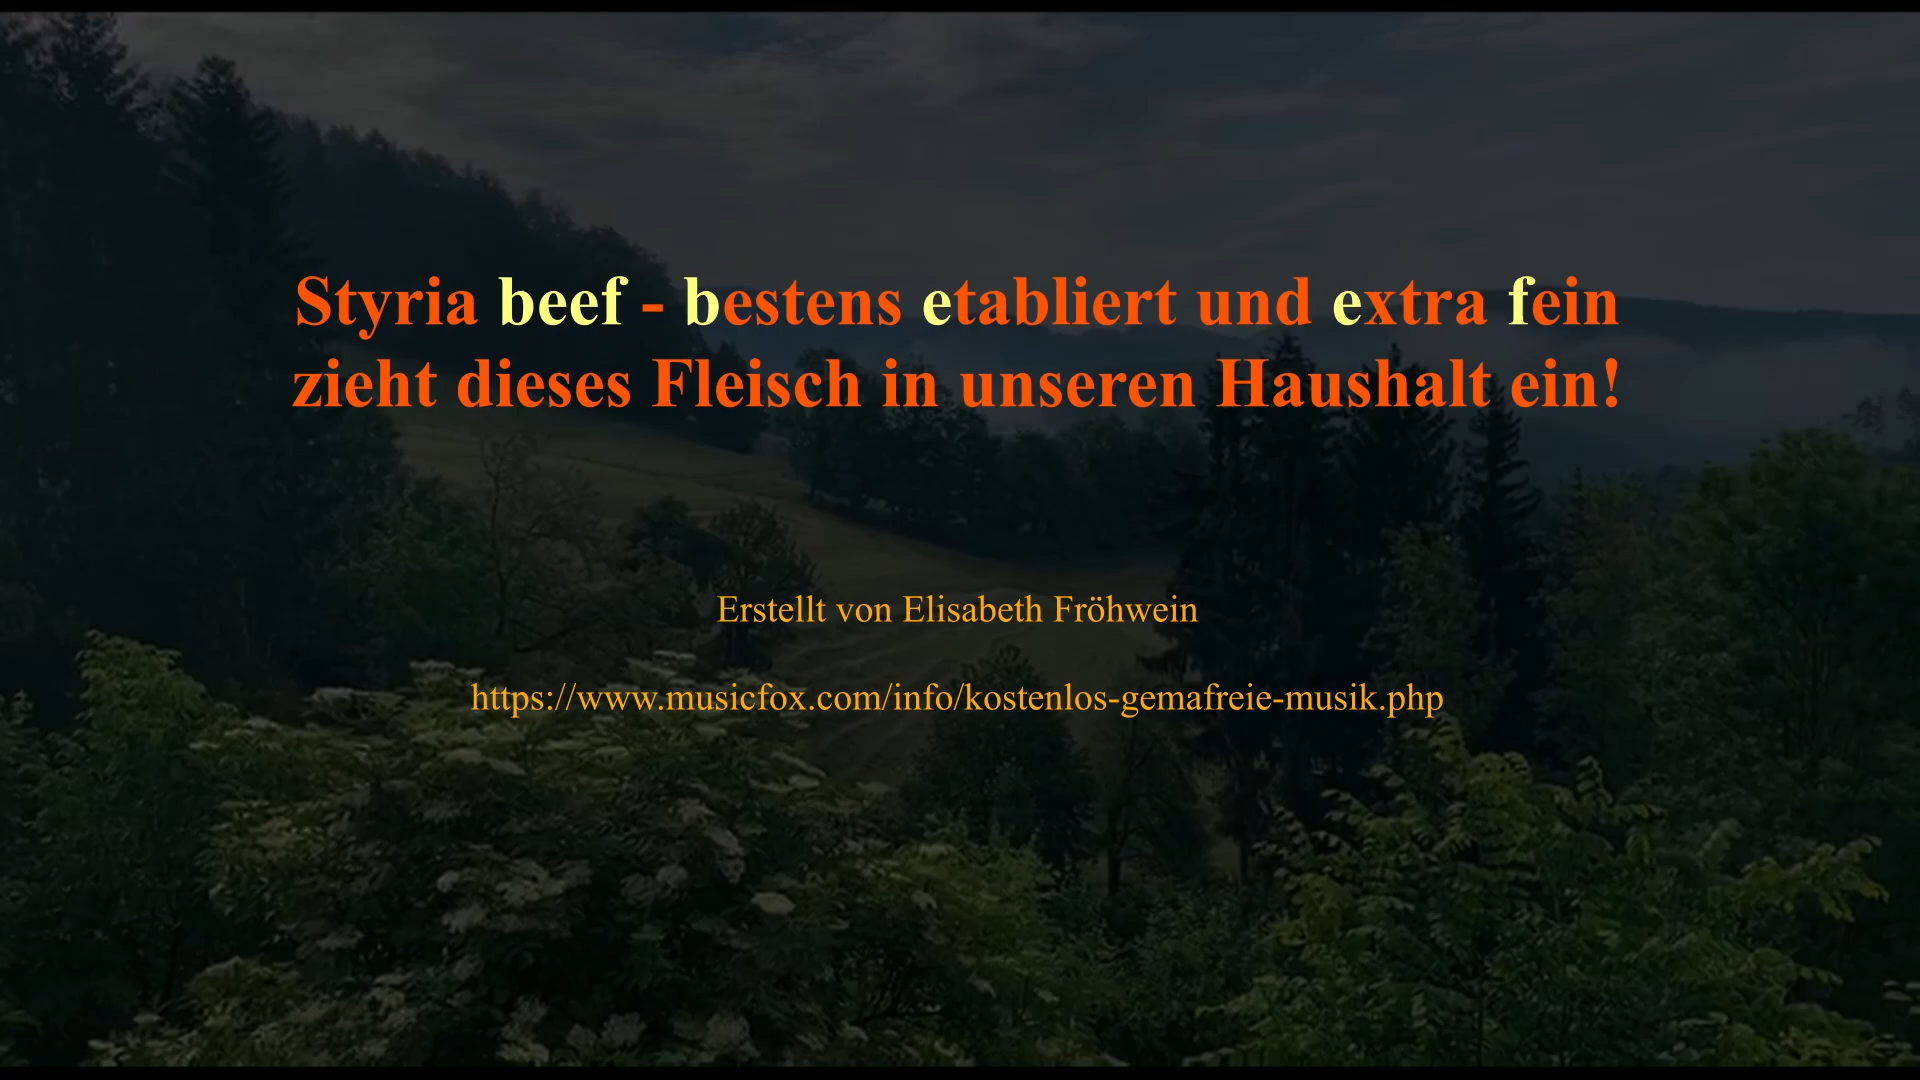 Styria beef - bestens etabliert und extra fein
zieht dieses Fleisch in unseren Haushalt ein!
Erstellt von Elisabeth Fröhwein
https://www.musicfox.com/info/kostenlos-gemafreie-musik.php